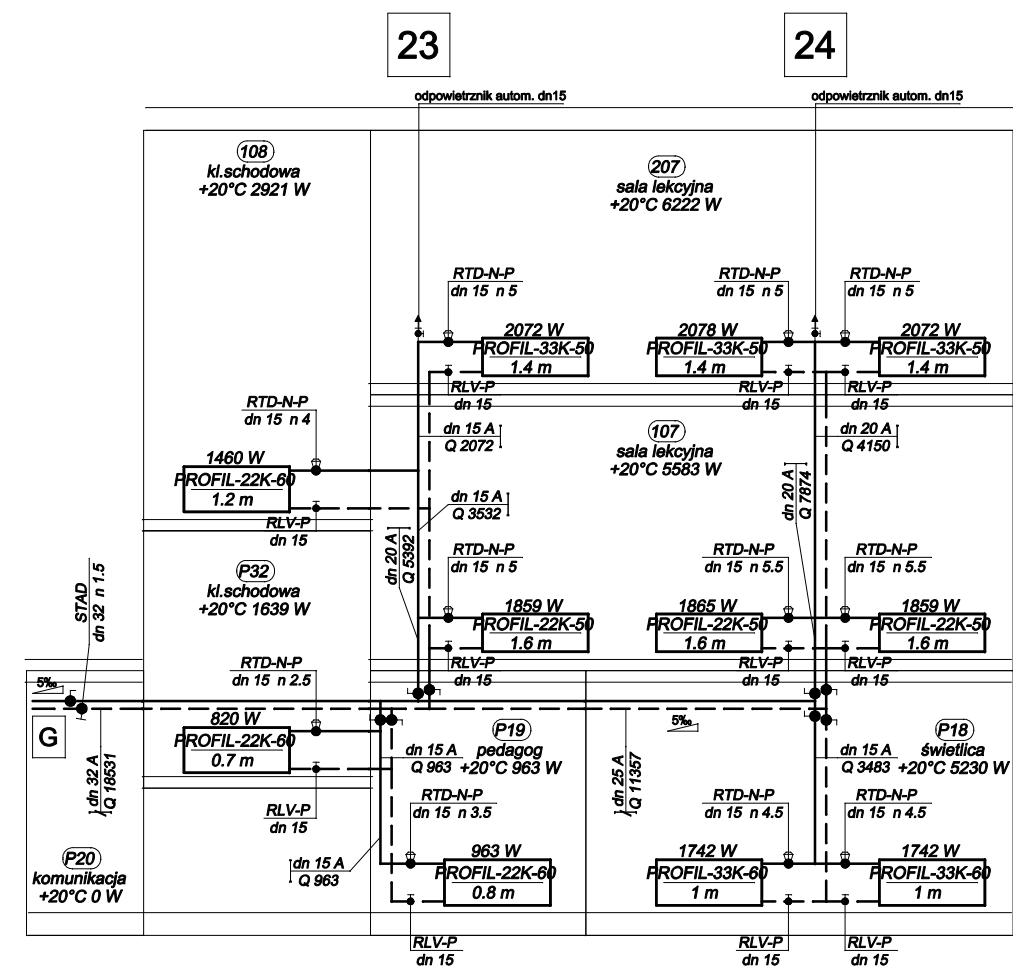 23
24
odpowietrznik autom. dn15
odpowietrznik autom. dn15
108
kl.schodowa
+20°C 2921 W
207
sala lekcyjna
+20°C 6222 W
RTD-N-P
dn 15 n 5
RTD-N-P
dn 15 n 5
RTD-N-P
dn 15 n 5
2072 W
PROFIL-33K-50
1.4 m
2078 W
PROFIL-33K-50
1.4 m
2072 W
PROFIL-33K-50
1.4 m
RLV-P
dn 15
RLV-P
dn 15
RLV-P
dn 15
RTD-N-P
dn 15 n 4
dn 15 A
Q 2072
107
sala lekcyjna
+20°C 5583 W
dn 20 A
Q 4150
1460 W
PROFIL-22K-60
1.2 m
RLV-P
dn 15
dn 15 A
Q 3532
dn 20 A
Q 7874
dn 20 A
Q 5392
RTD-N-P
dn 15 n 5
RTD-N-P
dn 15 n 5.5
RTD-N-P
dn 15 n 5.5
P32
kl.schodowa
+20°C 1639 W
STAD
dn 32 n 1.5
1859 W
PROFIL-22K-50
1.6 m
1865 W
PROFIL-22K-50
1.6 m
1859 W
PROFIL-22K-50
1.6 m
RLV-P
dn 15
RLV-P
dn 15
RLV-P
dn 15
RTD-N-P
dn 15 n 2.5
5‰
G
820 W
PROFIL-22K-60
0.7 m
5‰
P19
pedagog
+20°C 963 W
dn 15 A
Q 963
P18
świetlica
+20°C 5230 W
dn 15 A
Q 3483
dn 32 A
Q 18531
dn 25 A
Q 11357
RLV-P
dn 15
RTD-N-P
dn 15 n 3.5
RTD-N-P
dn 15 n 4.5
RTD-N-P
dn 15 n 4.5
P20
komunikacja
+20°C 0 W
dn 15 A
Q 963
963 W
PROFIL-22K-60
0.8 m
1742 W
PROFIL-33K-60
1 m
1742 W
PROFIL-33K-60
1 m
RLV-P
dn 15
RLV-P
dn 15
RLV-P
dn 15